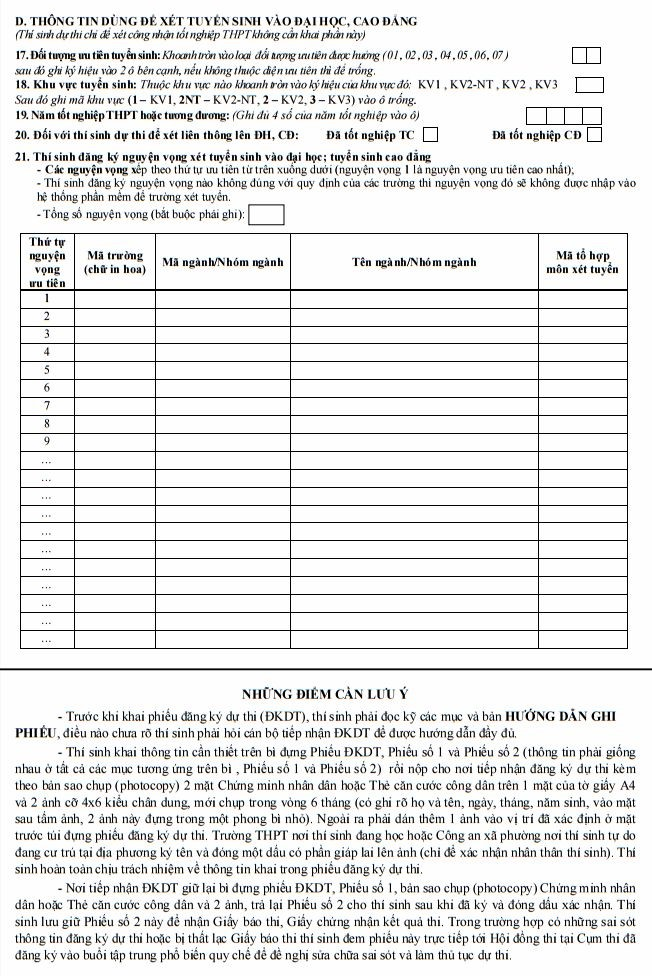 D. THÔNG TIN DÙNG ĐỂ XÉT TUYỂN SINH VÀO ĐẠI HỌC, CAO ĐẲNG
(Thí sinh dự thi chỉ để xét công nhận tốt nghiệp THPT không cần khai phần này)
17. Đối tượng ưu tiên tuyển sinh: Khoanh tròn vào loại đối tượng ưu tiên được hưởng (01, 02, 03, 04, 05, 06, 07)
sau đó ghi ký hiệu vào 2 ô bên cạnh, nếu không thuộc diện ưu tiên thì để trống.
18. Khu vực tuyển sinh: Thuộc khu vực nào khoanh tròn vào ký hiệu của khu vực đó: KV1 , KV2-NT , KV2 , KV3
Sau đó ghi mã khu vực (1 – KV1, 2NT – KV2-NT, 2 – KV2, 3 – KV3) vào ô trống.
19. Năm tốt nghiệp THPT hoặc tương đương: (Ghi đủ 4 số của năm tốt nghiệp vào ô)
20. Đối với thí sinh dự thi để xét liên thông lên ĐH, CĐ: Đã tốt nghiệp TC Đã tốt nghiệp CĐ
21. Thí sinh đăng ký nguyện vọng xét tuyển sinh vào đại học; tuyển sinh cao đẳng
- Các nguyện vọng xếp theo thứ tự ưu tiên từ trên xuống dưới (nguyện vọng 1 là nguyện vọng ưu tiên cao nhất);
- Thí sinh đăng ký nguyện vọng nào không đúng với quy định của các trường thì nguyện vọng đó sẽ không được nhập vào
hệ thống phần mềm để trường xét tuyển.
- Tổng số nguyện vọng (bắt buộc phải ghi):
Thứ tự
nguyện
vọng
ưu tiên
Mã trường
(chữ in hoa)
Mã ngành/Nhóm ngành
Tên ngành/Nhóm ngành
Mã tổ hợp
môn xét tuyển
1
2
3
4
5
6
7
8
9
...
...
...
...
...
...
...
...
...
...
...
NHỮNG ĐIỂM CẦN LƯU Ý
- Trước khi khai phiếu đăng ký dự thi (ĐKDT), thí sinh phải đọc kỹ các mục và bản HƯỚNG DẪN GHI
PHIẾU, điều nào chưa rõ thí sinh phải hỏi cán bộ tiếp nhận ĐKDT để được hướng dẫn đầy đủ.
- Thí sinh khai thông tin cần thiết trên bì đựng Phiếu ĐKDT, Phiếu số 1 và Phiếu số 2 (thông tin phải giống
nhau ở tất cả các mục tương ứng trên bì , Phiếu số 1 và Phiếu số 2) rồi nộp cho nơi tiếp nhận đăng ký dự thi kèm
theo bản sao chụp (photocopy) 2 mặt Chứng minh nhân dân hoặc Thẻ căn cước công dân trên 1 mặt của tờ giấy A4
và 2 ảnh cỡ 4x6 kiểu chân dung, mới chụp trong vòng 6 tháng (có ghi rõ họ và tên, ngày, tháng, năm sinh, vào mặt
sau tấm ảnh, 2 ảnh này đựng trong một phong bì nhỏ). Ngoài ra phải dán thêm 1 ảnh vào vị trí đã xác định ở mặt
trước túi đựng phiếu đăng ký dự thi. Trường THPT nơi thí sinh đang học hoặc Công an xã phường nơi thí sinh tự do
đang cư trú tại địa phương ký tên và đóng một dấu có phần giáp lai lên ảnh (chỉ để xác nhận nhân thân thí sinh). Thí
sinh hoàn toàn chịu trách nhiệm về thông tin khai trong phiếu đăng ký dự thi.
- Nơi tiếp nhận ĐKDT giữ lại bì đựng phiếu ĐKDT, Phiếu số 1, bản sao chụp (photocopy) Chứng minh nhân
dân hoặc Thẻ căn cước công dân và 2 ảnh, trả lại Phiếu số 2 cho thí sinh sau khi đã ký và đóng dấu xác nhận. Thí
sinh lưu giữ Phiếu số 2 này để nhận Giấy báo thi, Giấy chứng nhận kết quả thi. Trong trường hợp có những sai sót
thông tin đăng ký dự thi hoặc bị thất lạc Giấy báo thi thí sinh đem phiếu này trực tiếp tới Hội đồng thi tại Cụm thi đã
đăng ký vào buổi tập trung phổ biến quy chế để đề nghị sửa chữa sai sót và làm thủ tục dự thi.